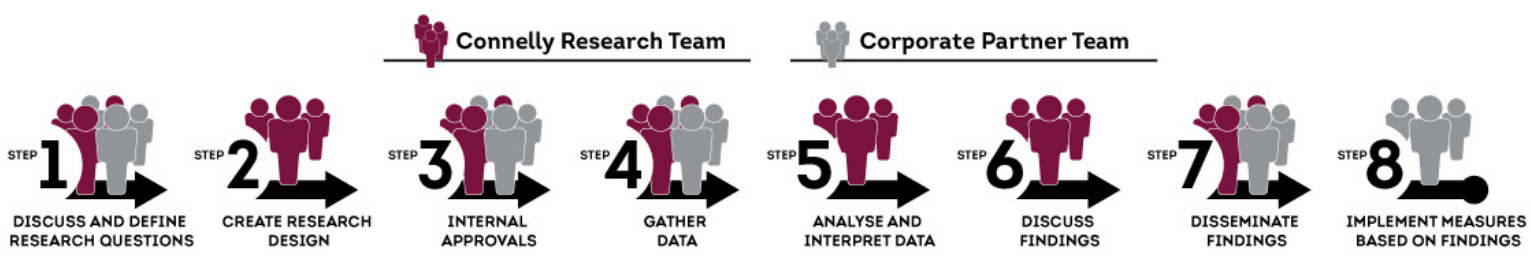 Connelly Research Team
Corporate Partner Team
STEP 1
DISCUSS AND DEFINE
RESEARCH QUESTIONS
STEP 2
CREATE RESEARCH
DESIGN
STEP 3
INTERNAL
APPROVALS
STEP 4
GATHER
DATA
STEP 5
ANALYSE AND
INTERPRET DATA
STEP 6
DISCUSS
FINDINGS
STEP 7
DISSEMINATE
FINDINGS
STEP 8
IMPLEMENT MEASURES
BASED ON FINDINGS